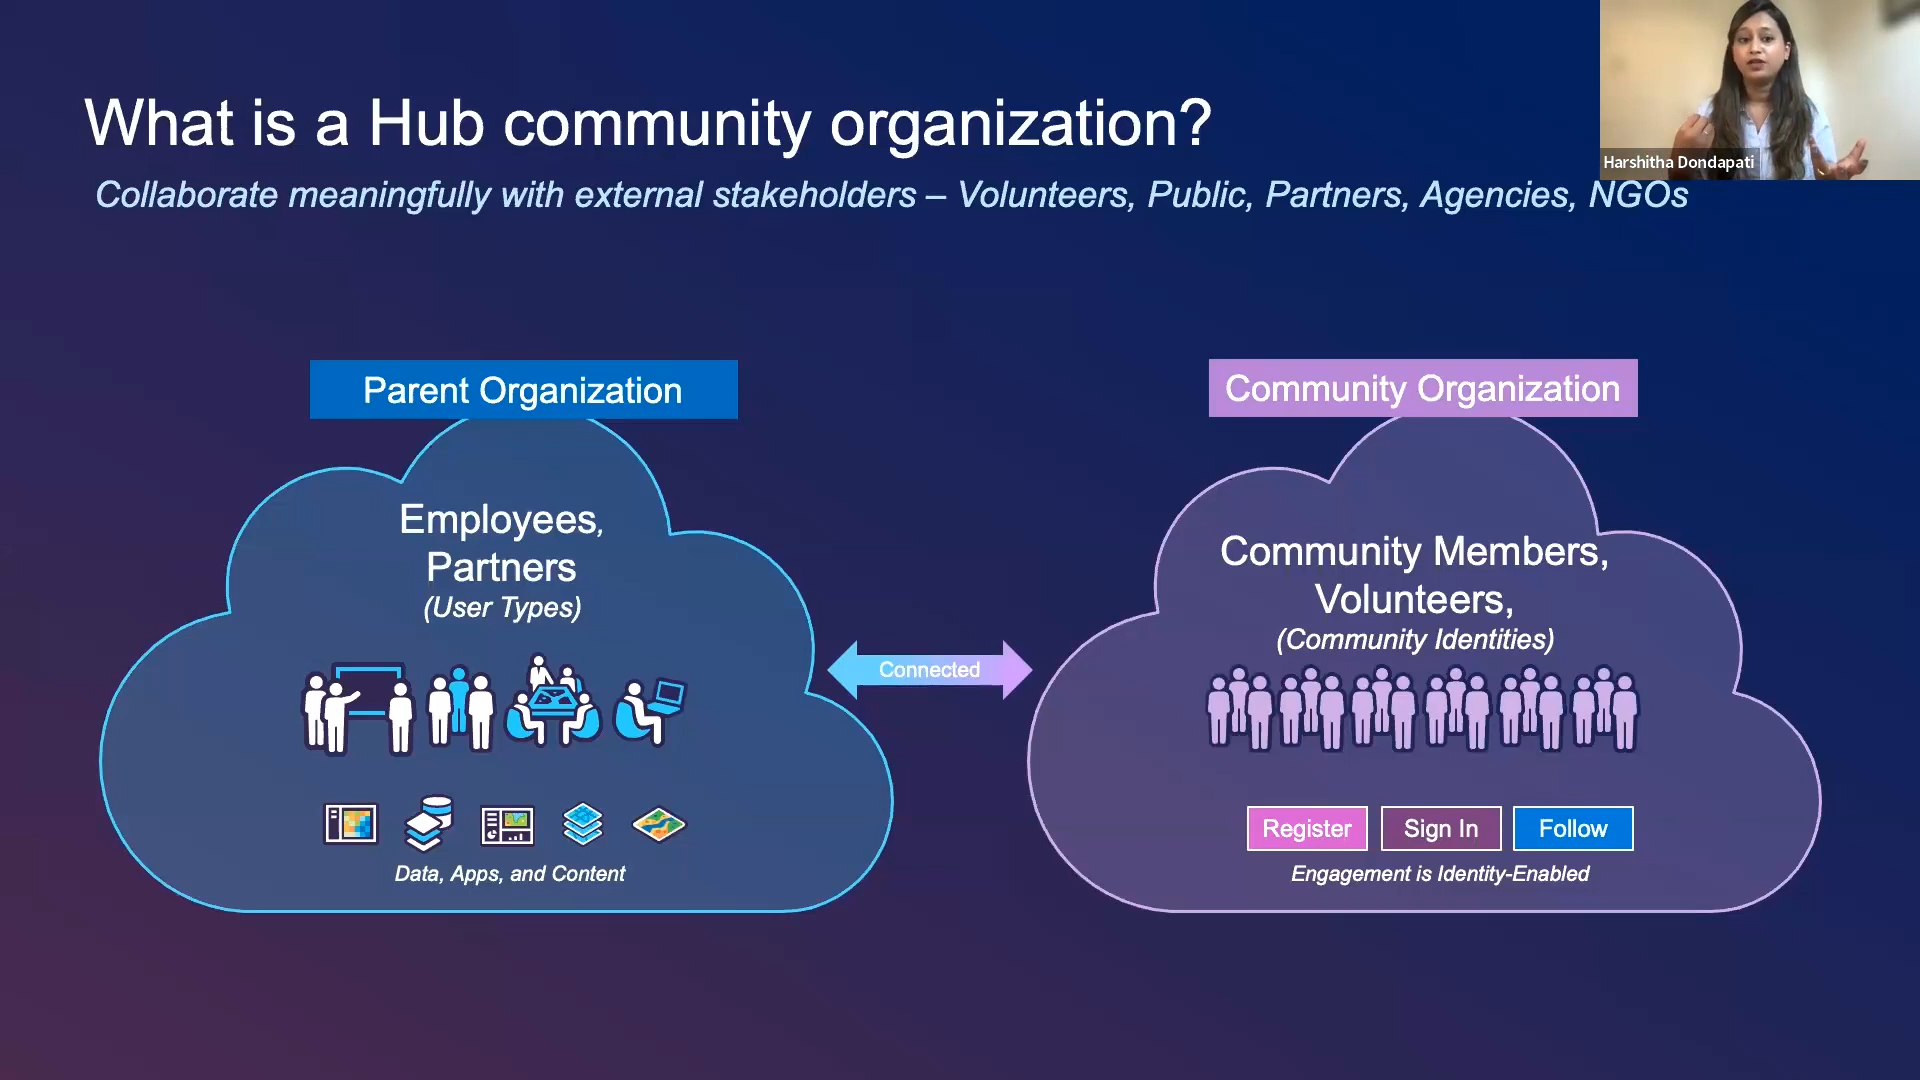 What is a Hub community organization?
Harshitha Dondapati
Collaborate meaningfully with external stakeholders – Volunteers, Public, Partners, Agencies, NGOs
Parent Organization
Employees,
Partners
(User Types)
Data, Apps, and Content
Connected
Community Organization
Community Members,
Volunteers,
(Community Identities)
Register
Sign In
Follow
Engagement is Identity-Enabled